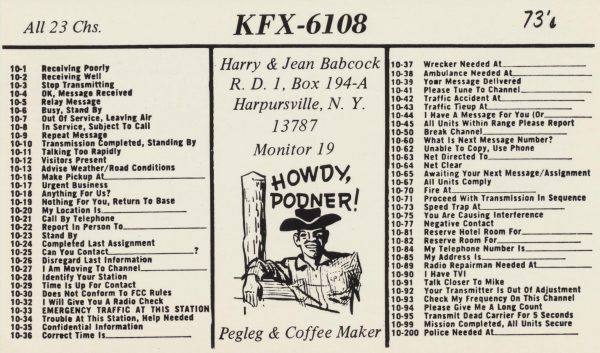 All 23 Chs.
KFX-6108
73's
10-1 Receiving Poorly
10-2 Receiving Well
10-3 Stop Transmitting
10-4 OK, Message Received
10-5 Relay Message
10-6 Busy, Stand By
10-7 Out of Service, Leaving Air
10-8 In Service, Subject To Call
10-9 Repeat Message
10-10 Transmission Completed, Standing By
10-11 Talking Too Rapidly
10-12 Visitors Present
10-13 Advise Weather/Road Conditions
10-16 Make Pickup At
10-17 Urgent Business
10-18 Anything For Us?
10-19 Nothing For You, Return To Base
10-20 My Location Is
10-21 Call By Telephone
10-22 Report In Person To
10-23 Stand By
10-24 Completed Last Assignment
10-25 Can You Contact ?
10-26 Disregard Last Information
10-27 I Am Moving To Channel
10-28 Identify Your Station
10-29 Time Is Up For Contact
10-30 Does Not Conform To FCC Rules
10-32 I Will Give You A Radio Check
10-33 EMERGENCY TRAFFIC AT THIS STATION
10-34 Trouble At This Station, Help Needed
10-35 Confidential Information
10-36 Correct Time Is
Harry & Jean Babcock
R. D. 1, Box 194-A
Harpursville, N. Y.
13787
Monitor 19
HOWDY,
PODNER!
Pegleg & Coffee Maker
10-37 Wrecker Needed At
10-38 Ambulance Needed At
10-39 Your Message Delivered
10-41 Please Tune To Channel
10-42 Traffic Accident At
10-43 Traffic Tieup At
10-44 I Have A Message For You (Or
10-45 All Units Within Range Please Report
10-50 Break Channel
10-60 What Is Next Message Number?
10-62 Unable To Copy, Use Phone
10-63 Net Directed To
10-64 Net Clear
10-65 Awaiting Your Next Message/Assignment
10-67 All Units Comply
10-70 Fire At
10-71 Proceed With Transmission In Sequence
10-73 Speed Trap At
10-75 You Are Causing Interference
10-77 Negative Contact
10-81 Reserve Hotel Room For
10-82 Reserve Room For
10-84 My Telephone Number Is
10-85 My Address Is
10-89 Radio Repairman Needed At
10-90 I Have TVI
10-91 Talk Closer To Mike
10-92 Your Transmitter Is Out Of Adjustment
10-93 Check My Frequency On This Channel
10-94 Please Give Me A Long Count
10-95 Transmit Dead Carrier For 5 Seconds
10-99 Mission Completed, All Units Secure
10-200 Police Needed At